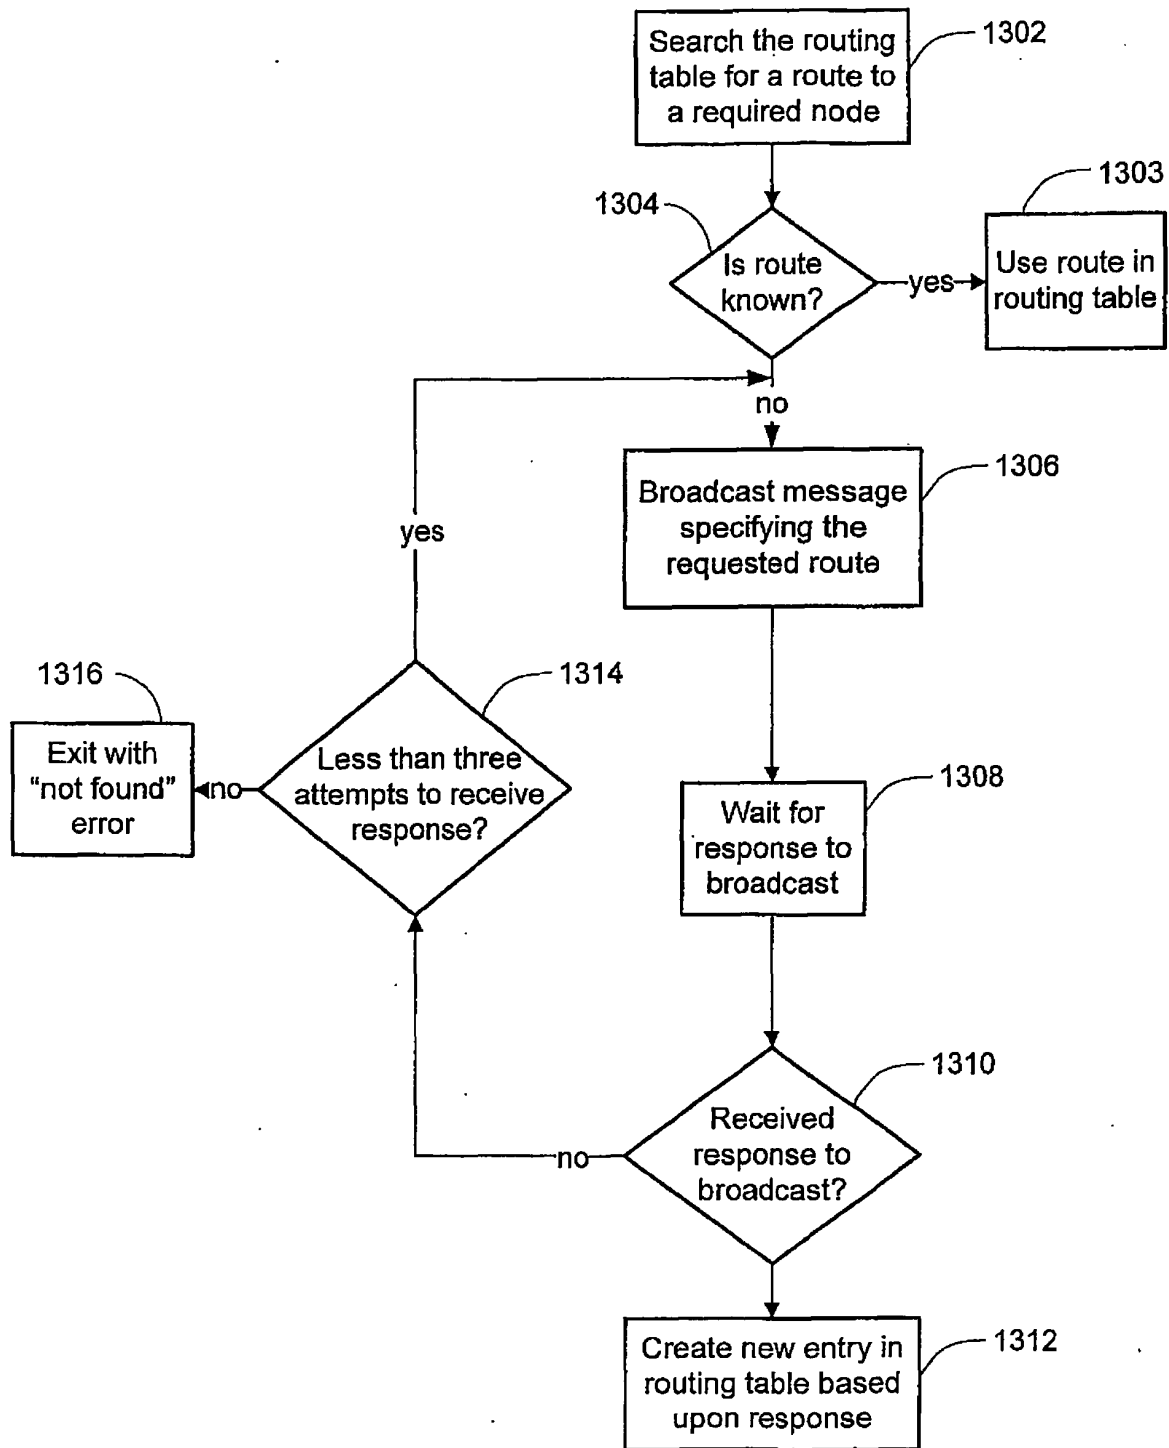 Search the routing
table for a route to
a required node
1302
1304
Is route
known?
yes
1303
Use route in
routing table
no
Broadcast message
specifying the
requested route
1306
yes
1316
Exit with
“not found”
error
no
1314
Less than three
attempts to receive
response?
1308
Wait for
response to
broadcast
1310
Received
response to
broadcast?
no
Create new entry in
routing table based
upon response
1312